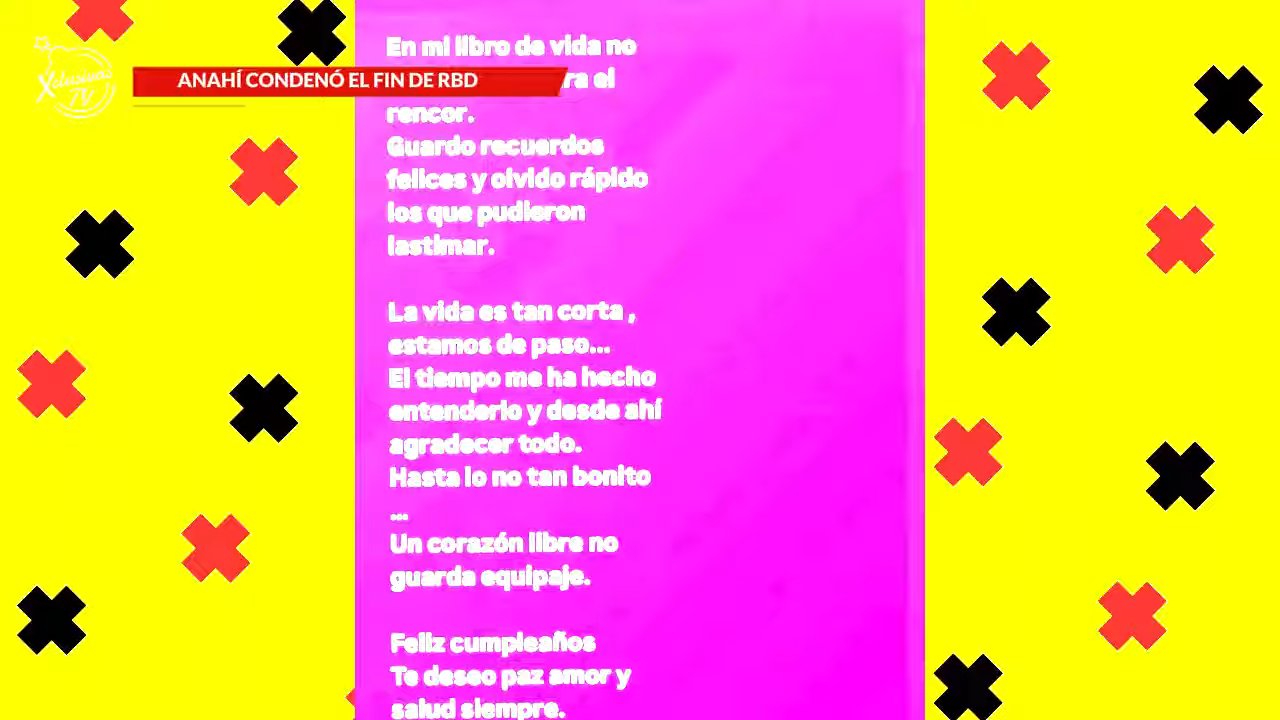 Xclusivas
TV
ANAHÍ CONDENÓ EL FIN DE RBD
En mi libro de vida no
ra el
rencor.
Guardo recuerdos
felices y olvido rápido
los que pudieron
lastimar.
La vida es tan corta ,
estamos de paso...
El tiempo me ha hecho
entenderlo y desde ahí
agradecer todo.
Hasta lo no tan bonito
...
Un corazón libre no
guarda equipaje.
Feliz cumpleaños
Te deseo paz amor y
salud siempre.